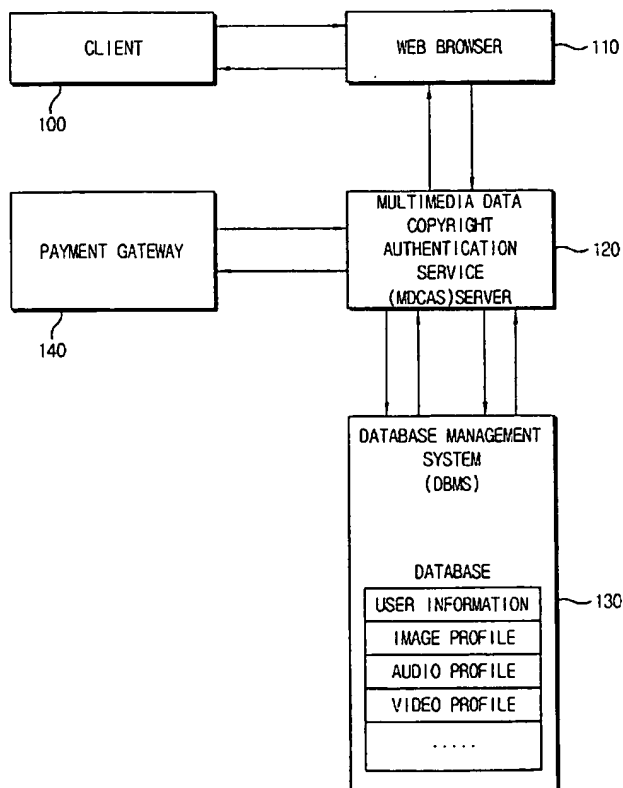 CLIENT
100
WEB BROWSER
110
PAYMENT GATEWAY
140
MULTIMEDIA DATA
COPYRIGHT
AUTHENTICATION
SERVICE
(MDCAS)SERVER
120
DATABASE MANAGEMENT
SYSTEM
(DBMS)
DATABASE
USER INFORMATION
IMAGE PROFILE
AUDIO PROFILE
VIDEO PROFILE
.....
130